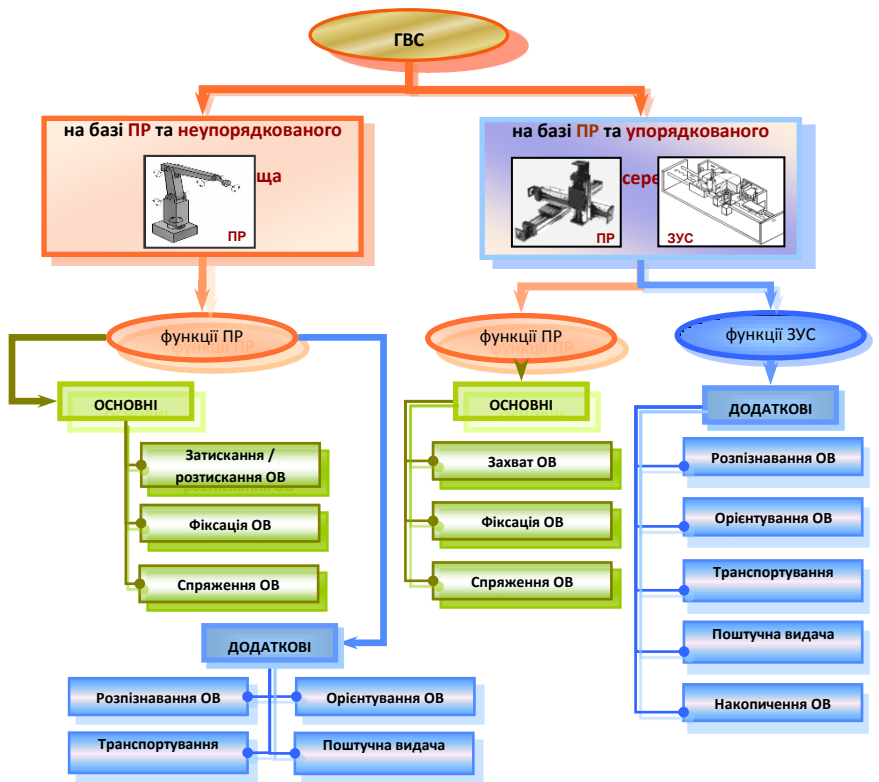 ГВС
на базі ПР та неупорядкованого
ща
ПР
на базі ПР та упорядкованого
сере
ПР
ЗУС
функції ПР
функції ПР
функції ЗУС
ОСНОВНІ
Затискання /
розтискання ОВ
Фіксація ОВ
Спряження ОВ
ДОДАТКОВІ
Розпізнавання ОВ
Орієнтування ОВ
Транспортування
Поштучна видача
ОСНОВНІ
Захват ОВ
Фіксація ОВ
Спряження ОВ
ДОДАТКОВІ
Розпізнавання ОВ
Орієнтування ОВ
Транспортування
Поштучна видача
Накопичення ОВ